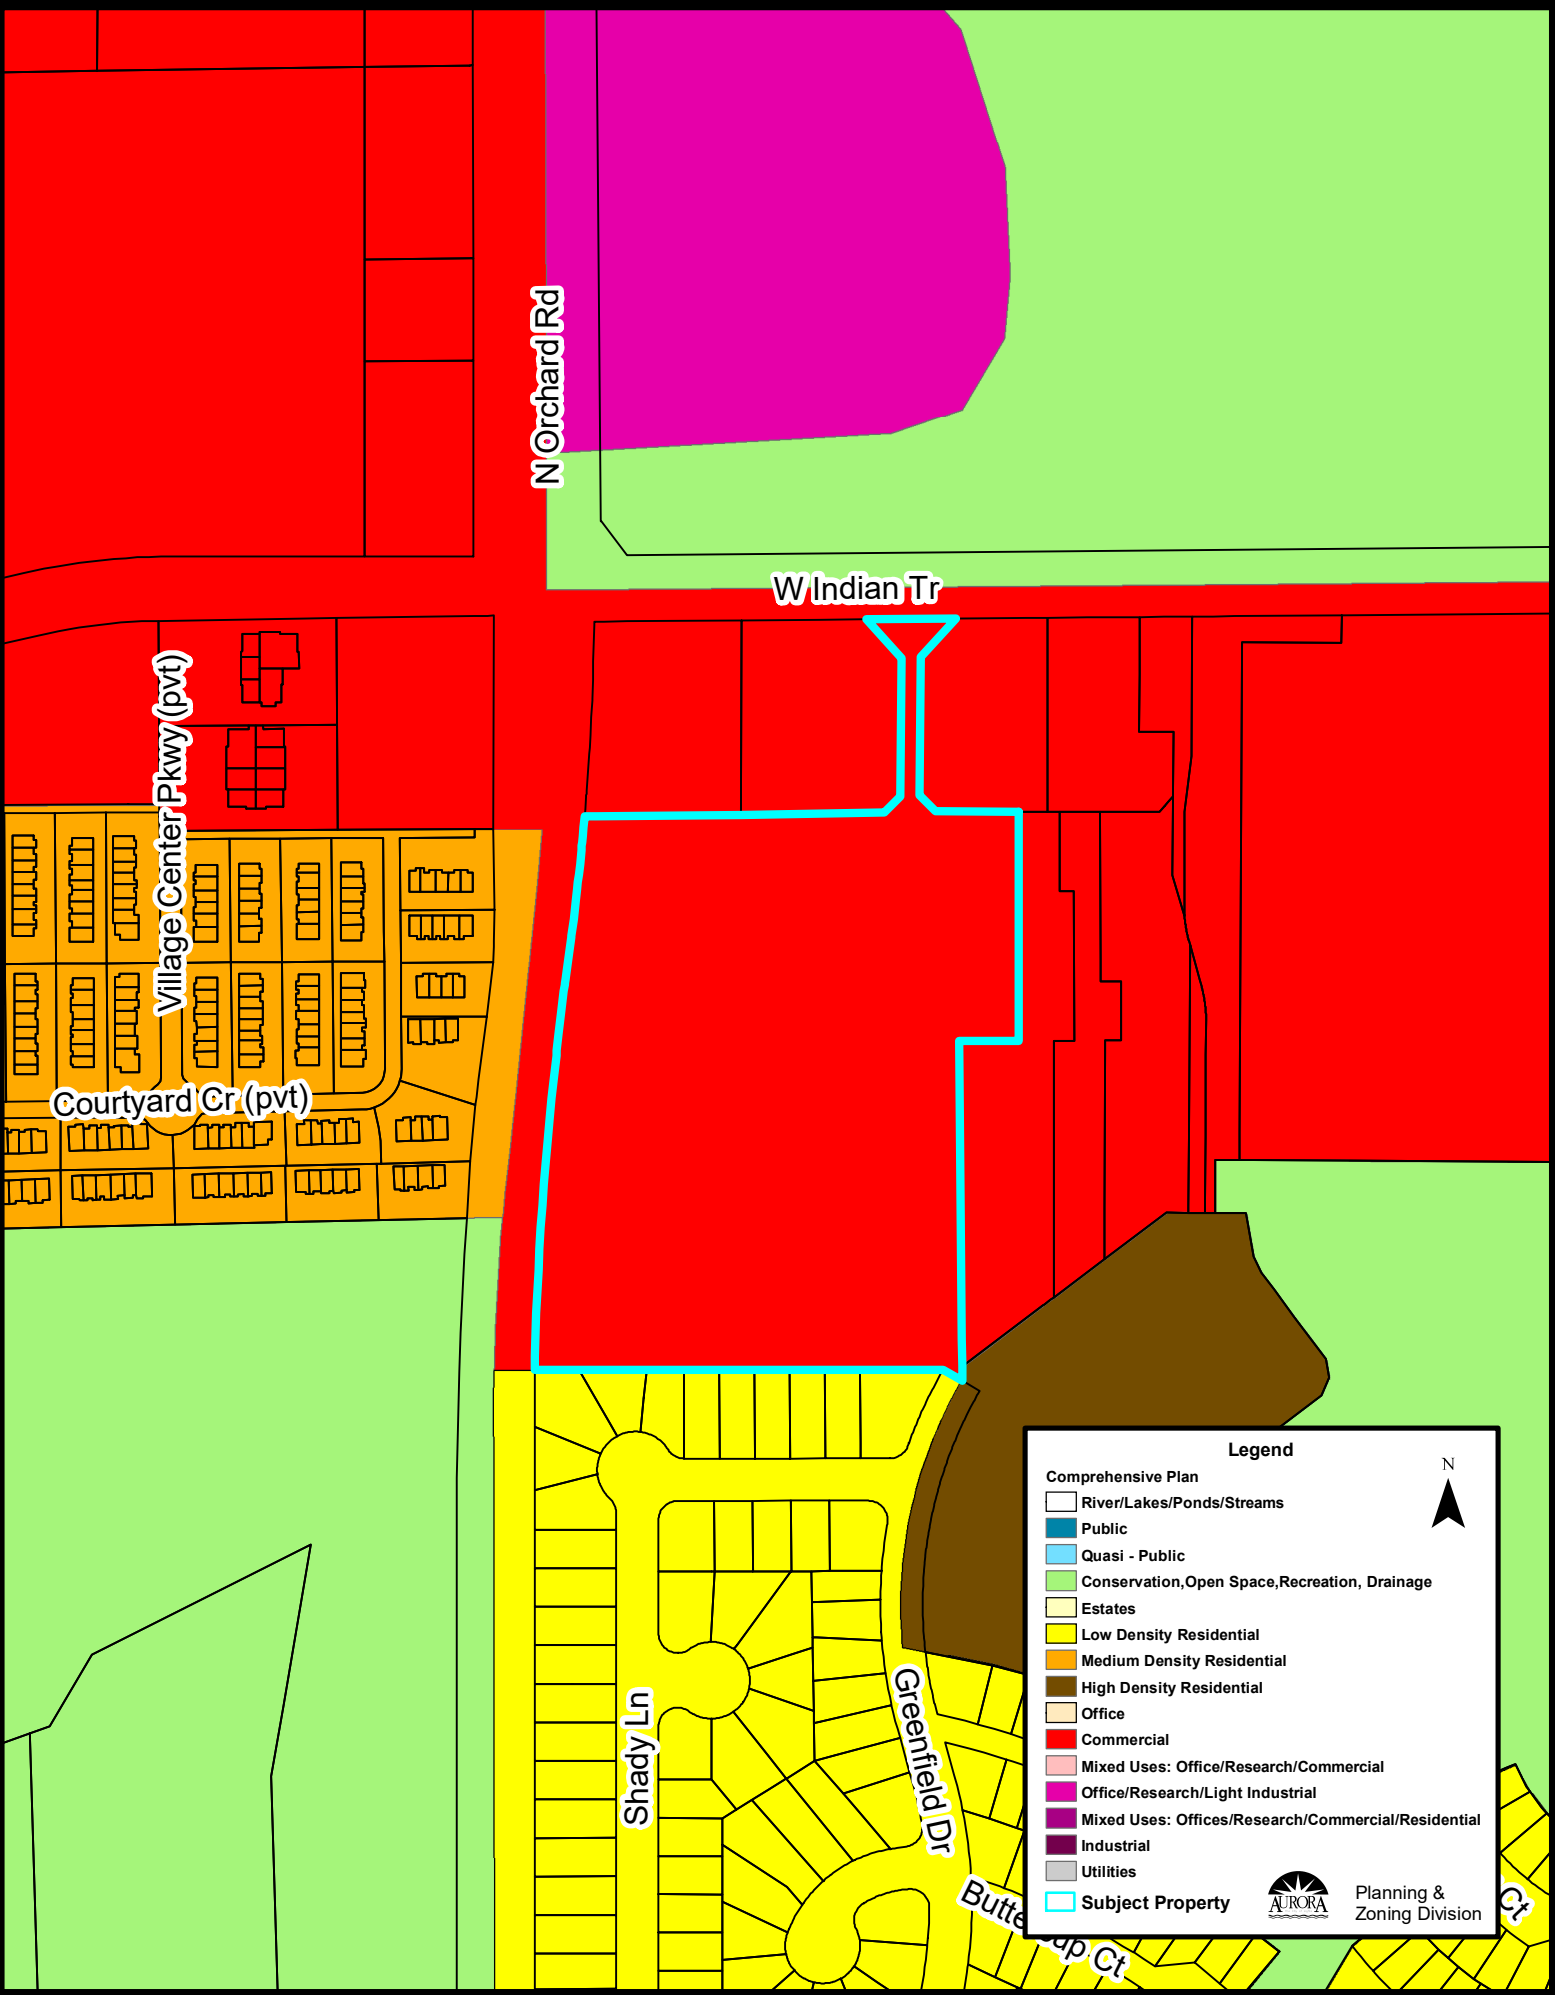 N Orchard Rd
W Indian Tr
Village Center Pkwy (pvt)
Courtyard Cr (pvt)
Shady Ln
Greenfield Dr
Ct
Ct
Legend
N
Comprehensive Plan
River/Lakes/Ponds/Streams
Public
Quasi - Public
Conservation,Open Space,Recreation, Drainage
Estates
Low Density Residential
Medium Density Residential
High Density Residential
Office
Commercial
Mixed Uses: Office/Research/Commercial
Office/Research/Light Industrial
Mixed Uses: Offices/Research/Commercial/Residential
Industrial
Utilities
Subject Property
AURORA
Planning &
Zoning Division